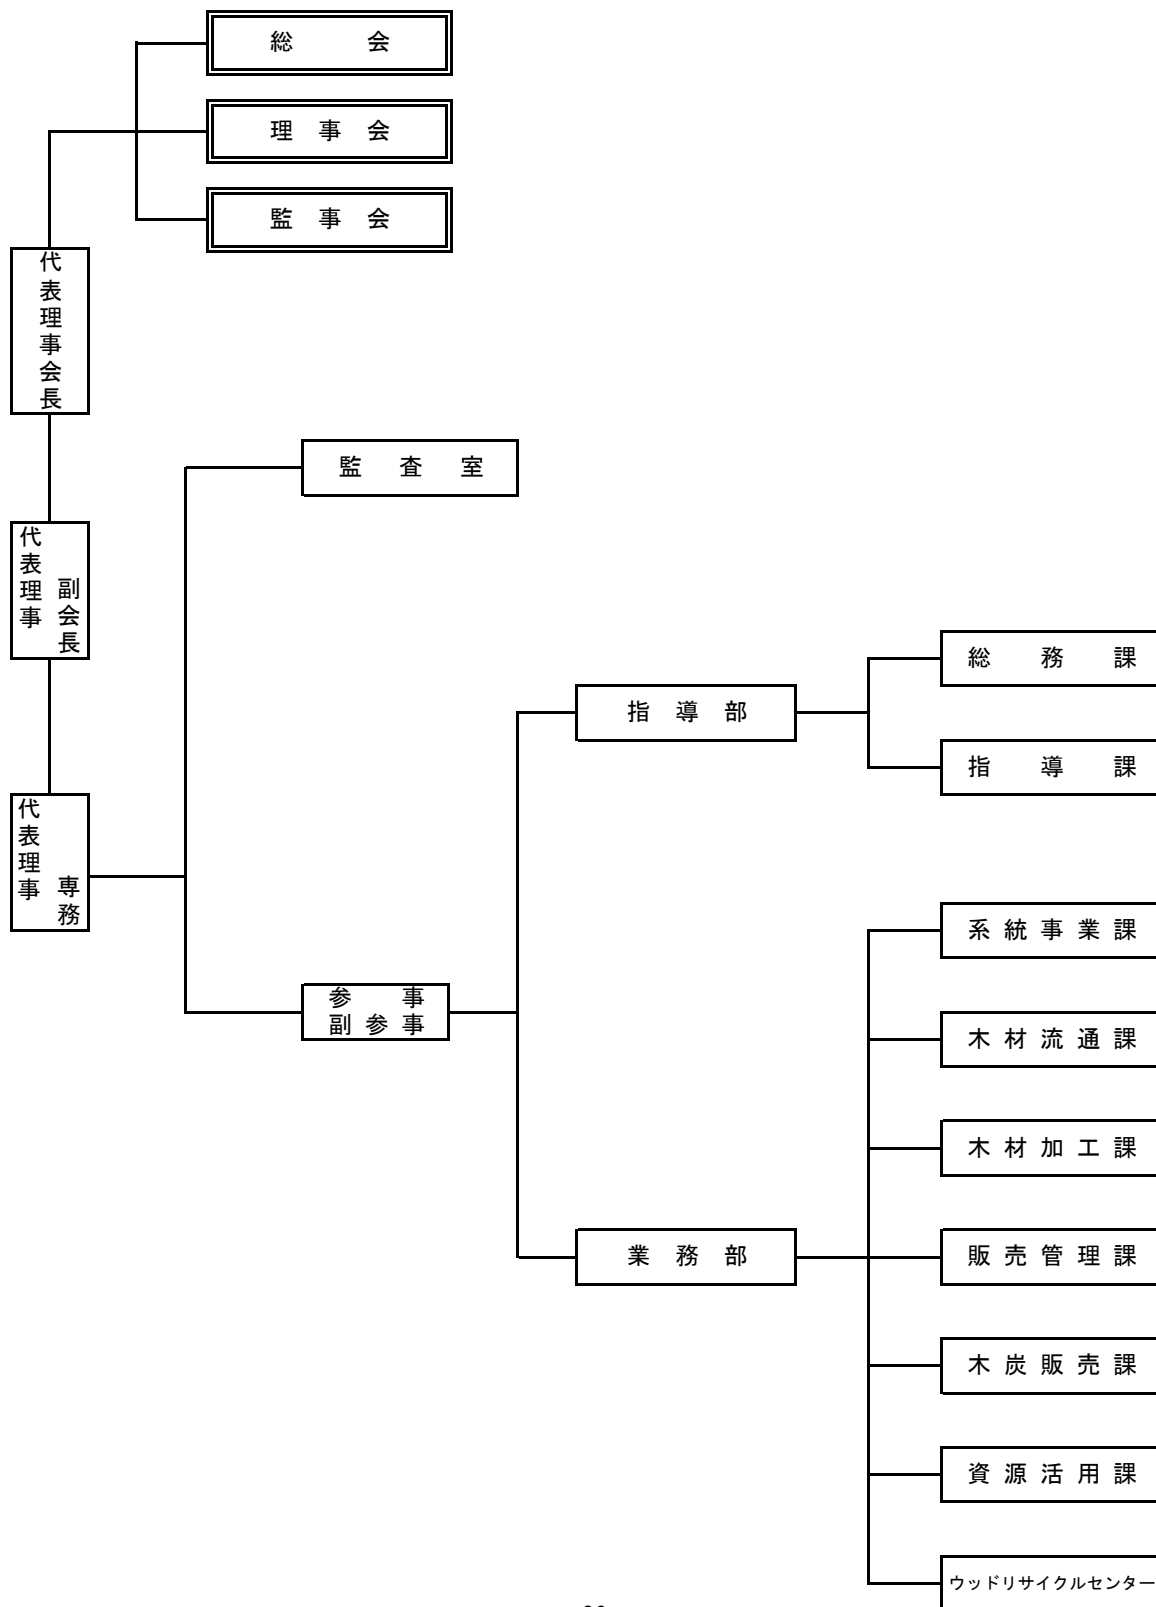 総会
理事会
監事会
代表理事会長
監査室
代表理事
副会長
総務課
指導部
指導課
代表理事
専務
系統事業課
参事
副参事
木材流通課
木材加工課
業務部
販売管理課
木炭販売課
資源活用課
ウッドリサイクルセンター